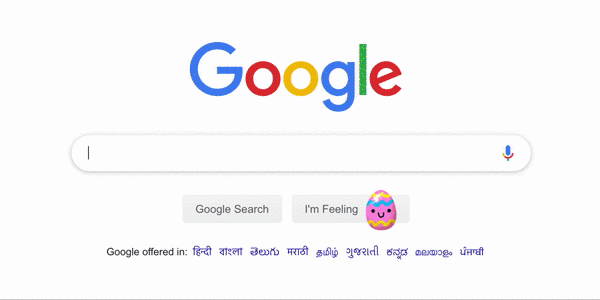 Google
Google Search I'm Feeling
Google offered in: हिन्दी বাংলা తెలుగు मराठी தமிழ் ગુજરાતી ಕನ್ನಡ മലയാളം ਪੰਜਾਬੀ